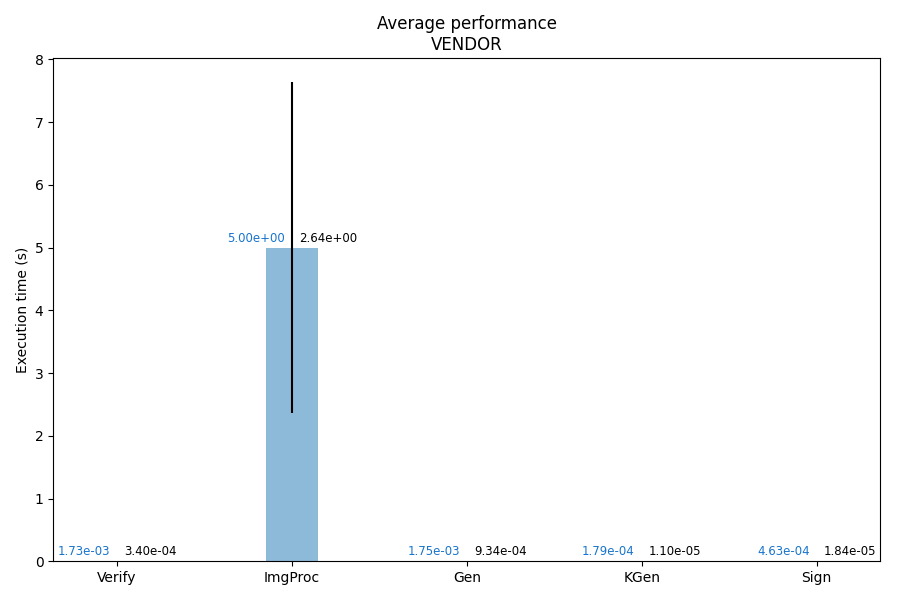 Average performance
VENDOR
Execution time (s)
8
7
6
5
4
3
2
1
0
5.00e+00 2.64e+00
1.73e-03 3.40e-04 1.75e-03 9.34e-04 1.79e-04 1.10e-05 4.63e-04 1.84e-05
Verify ImgProc Gen KGen Sign